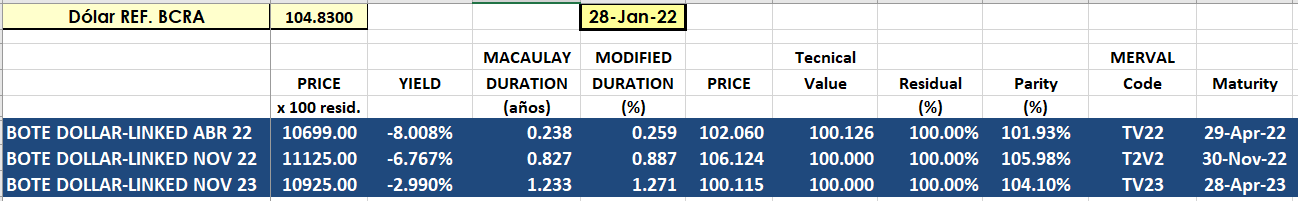 Dólar REF. BCRA 104.8300 28-Jan-22
MACAULAY MODIFIED Tecnical MERVAL
PRICE YIELD DURATION DURATION PRICE Value Residual Parity Code Maturity
x 100 resid. (años) (%) (%) (%)
BOTE DOLLAR-LINKED ABR 22 10699.00 -8.008% 0.238 0.259 102.060 100.126 100.00% 101.93% TV22 29-Apr-22
BOTE DOLLAR-LINKED NOV 22 11125.00 -6.767% 0.827 0.887 106.124 100.000 100.00% 105.98% T2V2 30-Nov-22
BOTE DOLLAR-LINKED NOV 23 10925.00 -2.990% 1.233 1.271 100.115 100.000 100.00% 104.10% TV23 28-Apr-23